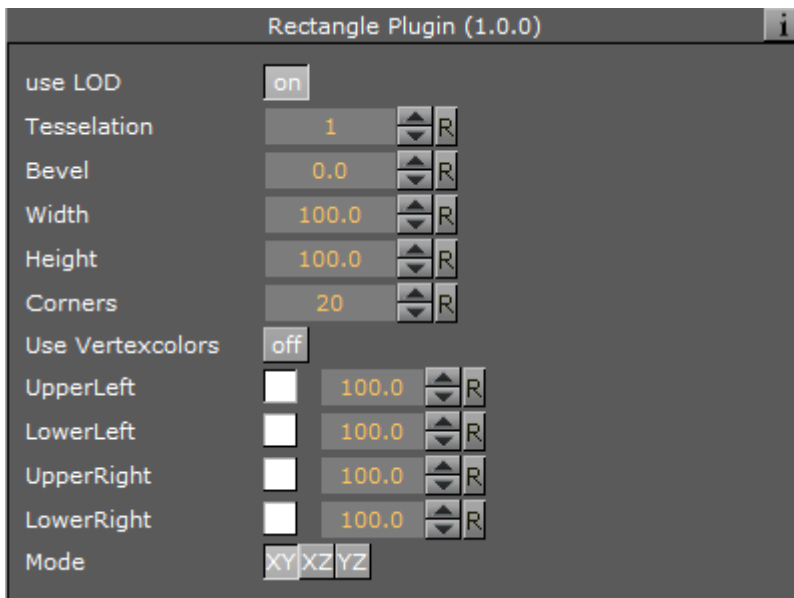 Rectangle Plugin (1.0.0) i
use LOD on
Tesselation 1 R
Bevel 0.0 R
Width 100.0 R
Height 100.0 R
Corners 20 R
Use Vertexcolors off
UpperLeft 100.0 R
LowerLeft 100.0 R
UpperRight 100.0 R
LowerRight 100.0 R
Mode XY XZ YZ